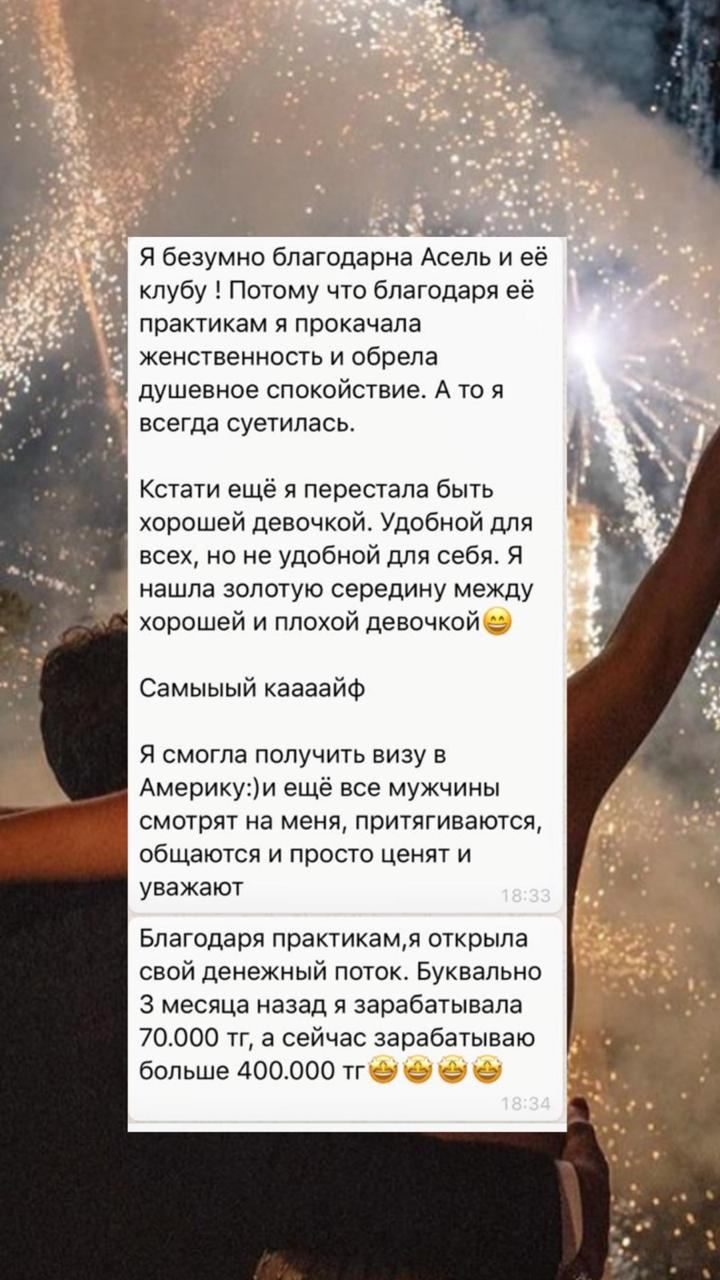 Я безумно благодарна Асель и её
клубу ! Потому что благодаря её
практикам я прокачала
женственность и обрела
душевное спокойствие. А то я
всегда суетилась.
Кстати ещё я перестала быть
хорошей девочкой. Удобной для
всех, но не удобной для себя. Я
нашла золотую середину между
хорошей и плохой девочкой😄
Самыыый каааайф
Я смогла получить визу в
Америку:)и ещё все мужчины
смотрят на меня, притягиваются,
общаются и просто ценят и
уважают
18:33
Благодаря практикам,я открыла
свой денежный поток. Буквально
3 месяца назад я зарабатывала
70.000 тг, а сейчас зарабатываю
больше 400.000 тг🤩🤩🤩🤩
18:34